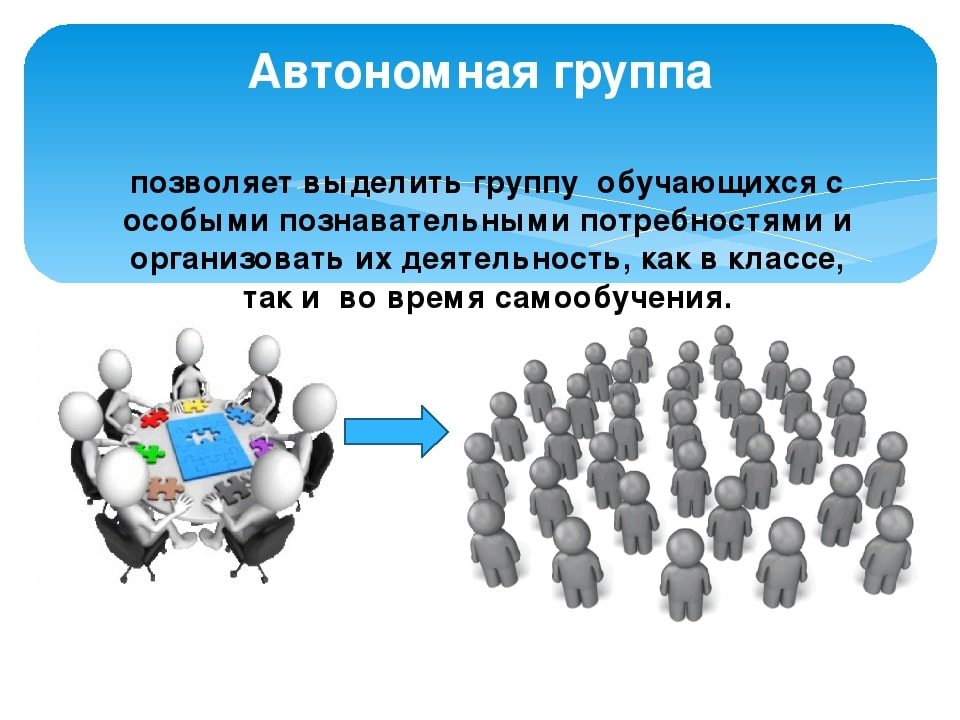 Автономная группа
позволяет выделить группу обучающихся с
особыми познавательными потребностями и
организовать их деятельность, как в классе,
так и во время самообучения.